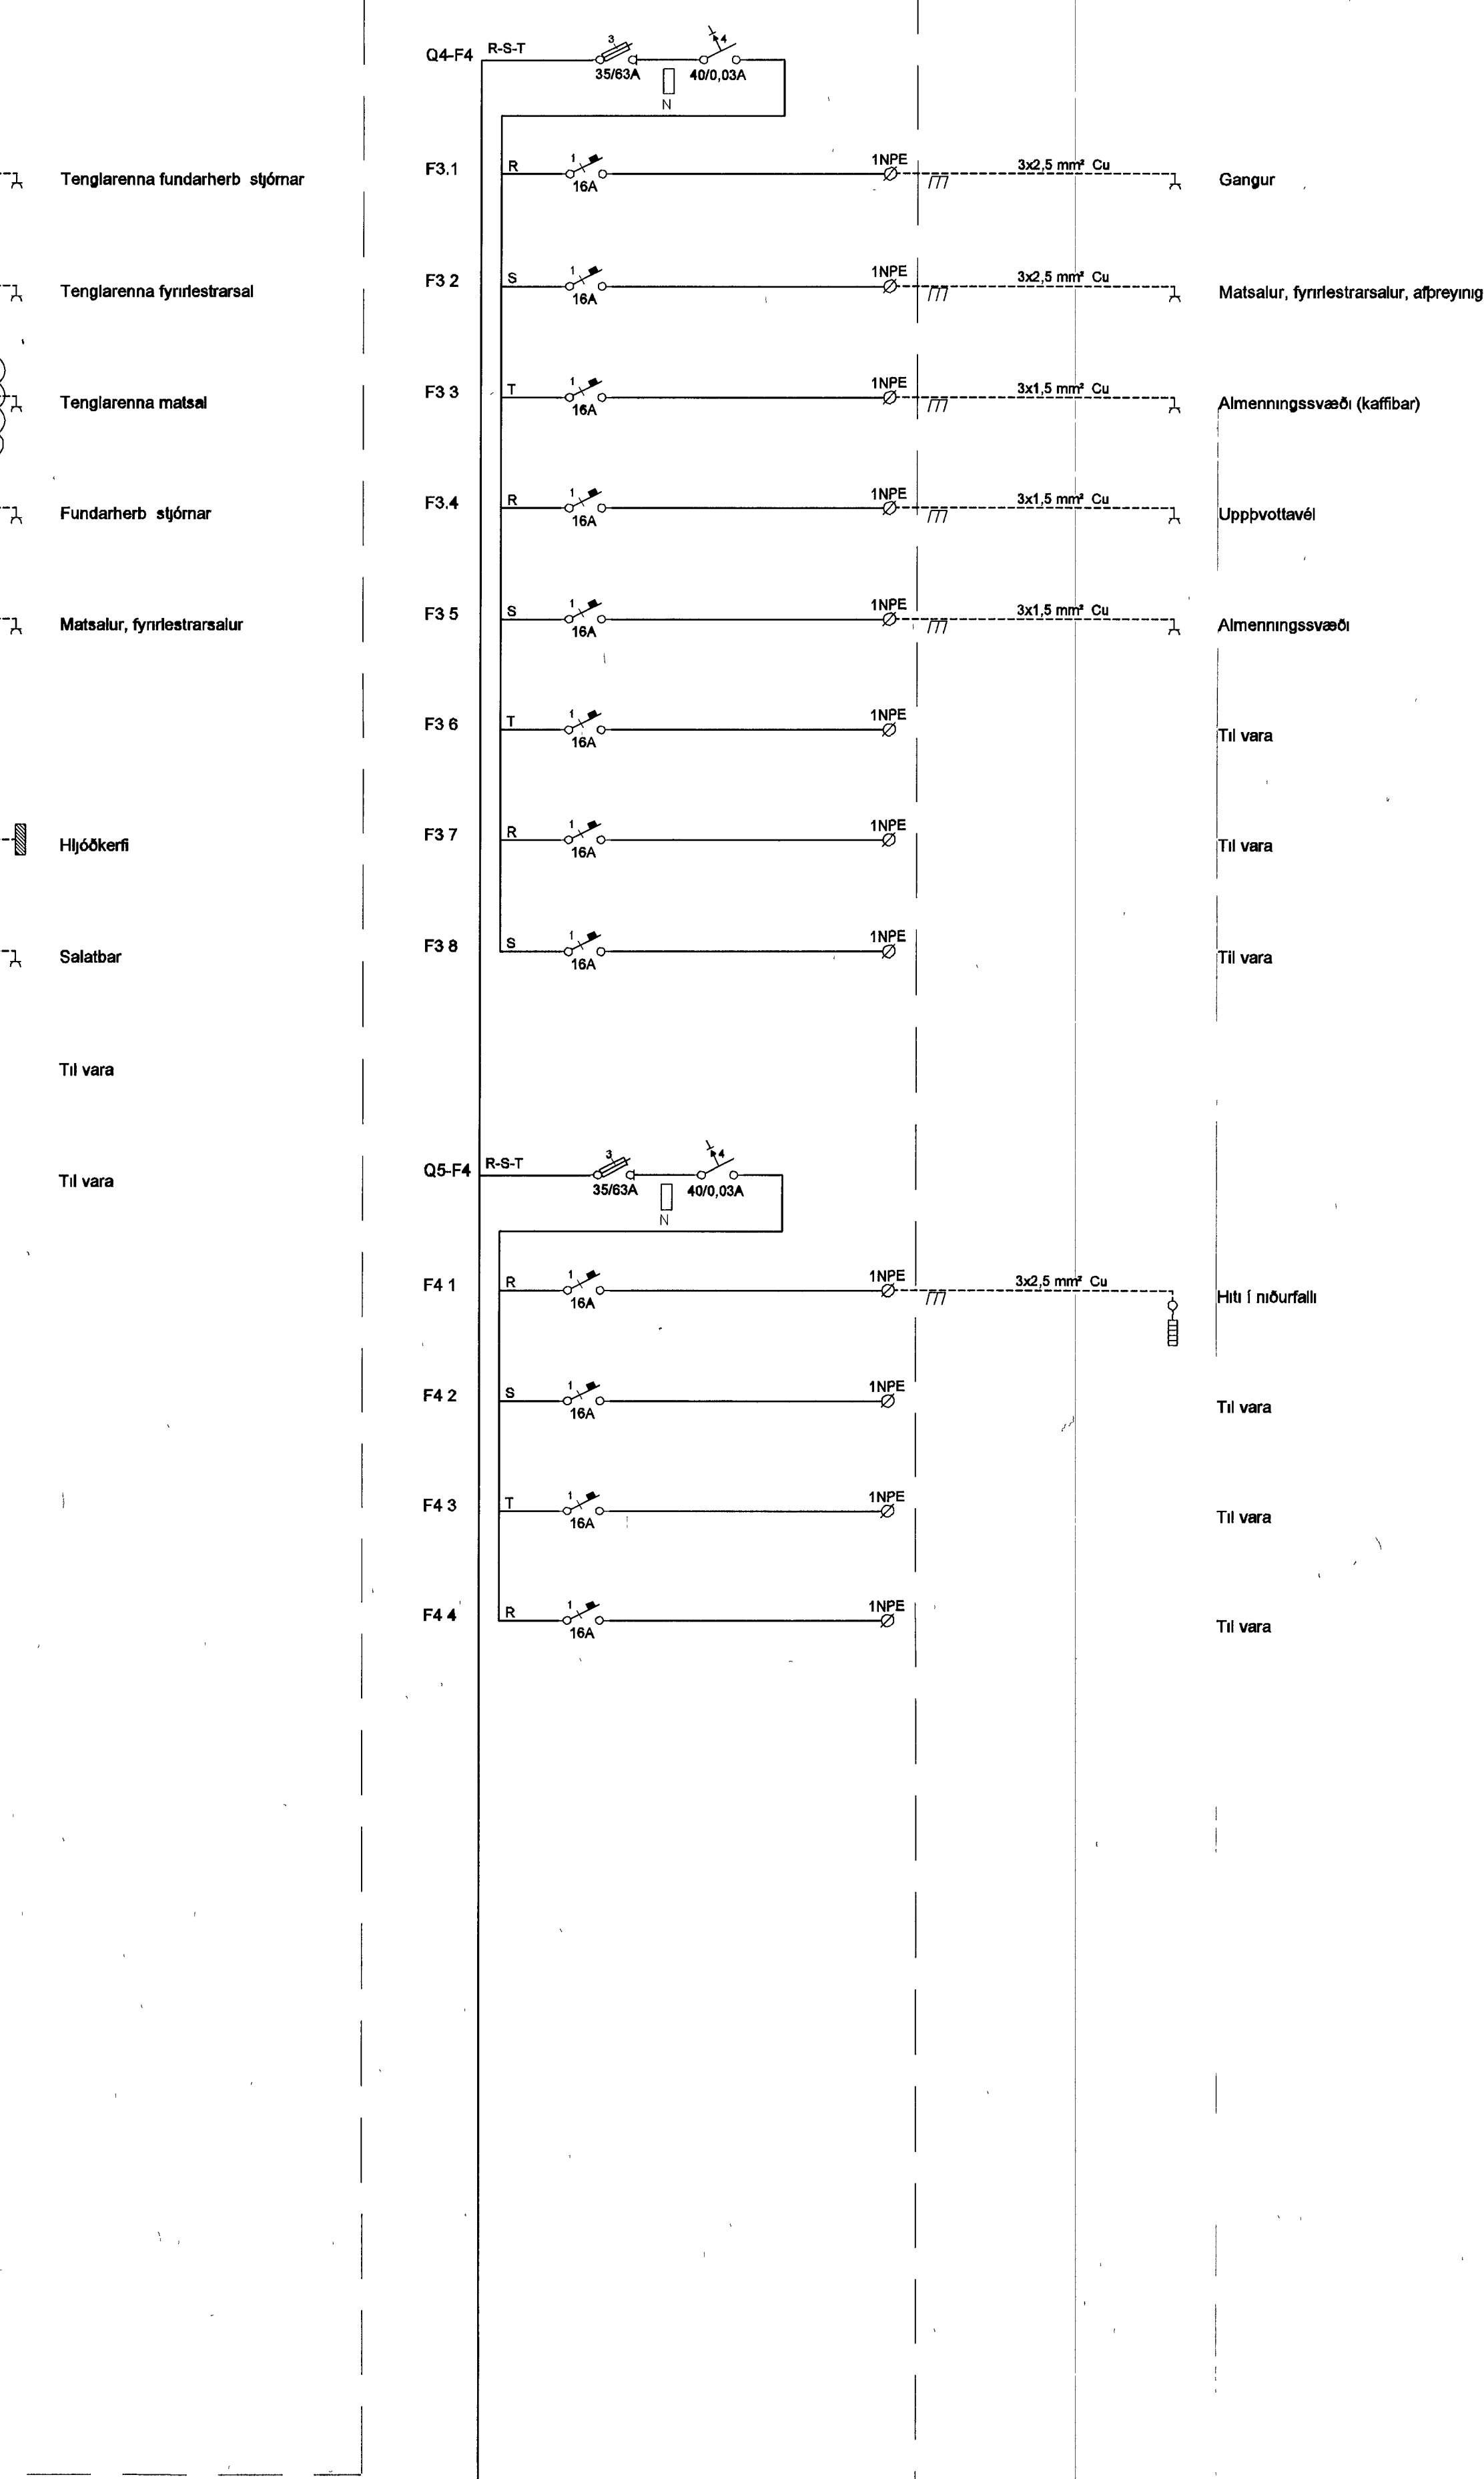 Tenglarenna fundarherb stjórnar
Tenglarenna fyrirlestrarsal
Tenglarenna matsal
Fundarherb stjórnar
Matsalur, fyrirlestrarsalur
Hljóðkerfi
Salatbar
Til vara
Til vara
Q4-F4 R-S-T 3 4
35/63A 40/0,03A
N
F3.1 R 1 16A 1NPE 3x2,5 mm² Cu Gangur
F3 2 S 1 16A 1NPE 3x2,5 mm² Cu Matsalur, fyrirlestrarsalur, afþreyinig
F3 3 T 1 16A 1NPE 3x1,5 mm² Cu Almenningssvæði (kaffibar)
F3.4 R 1 16A 1NPE 3x1,5 mm² Cu Uppþvottavél
F3 5 S 1 16A 1NPE 3x1,5 mm² Cu Almenningssvæði
F3 6 T 1 16A 1NPE Til vara
F3 7 R 1 16A 1NPE Til vara
F3 8 S 1 16A 1NPE Til vara
Q5-F4 R-S-T 3 4
35/63A 40/0,03A
N
F4 1 R 1 16A 1NPE 3x2,5 mm² Cu Hiti í niðurfalli
F4 2 S 1 16A 1NPE Til vara
F4 3 T 1 16A 1NPE Til vara
F4 4 R 1 16A 1NPE Til vara